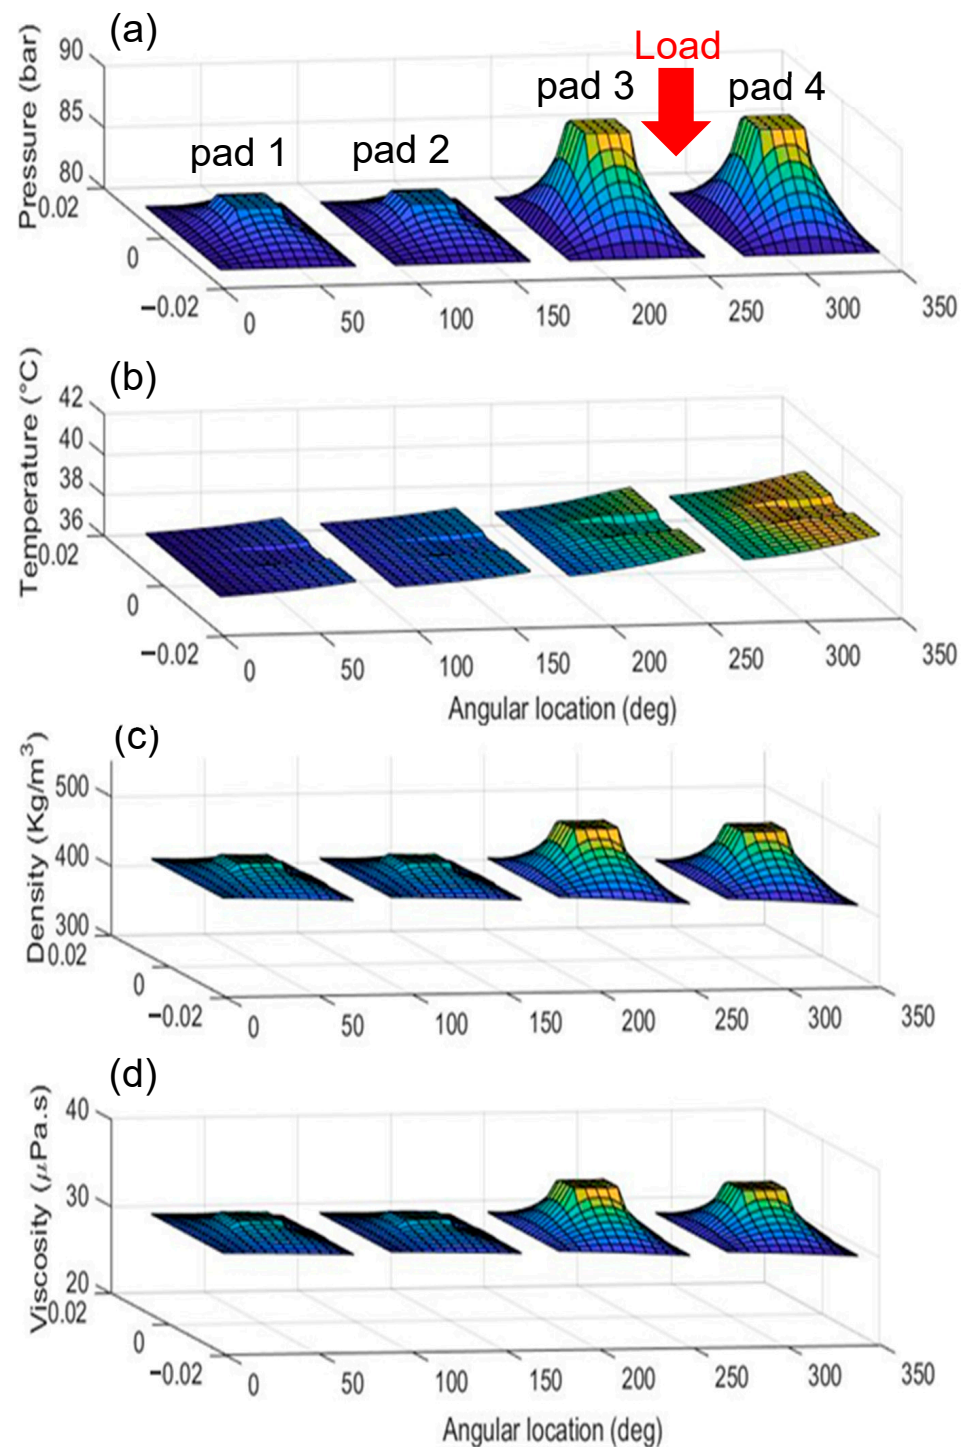 (a)
Load
pad 1
pad 2
pad 3
pad 4
Pressure (bar)
90
85
80
0.02
0
−0.02
0 50 100 150 200 250 300 350
(b)
Temperature (°C)
42
40
38
36
0.02
0
−0.02
0 50 100 150 200 250 300 350
Angular location (deg)
(c)
Density (Kg/m³)
500
400
300
0.02
0
−0.02
0 50 100 150 200 250 300 350
(d)
Viscosity (μPa.s)
40
30
20
0.02
0
−0.02
0 50 100 150 200 250 300 350
Angular location (deg)